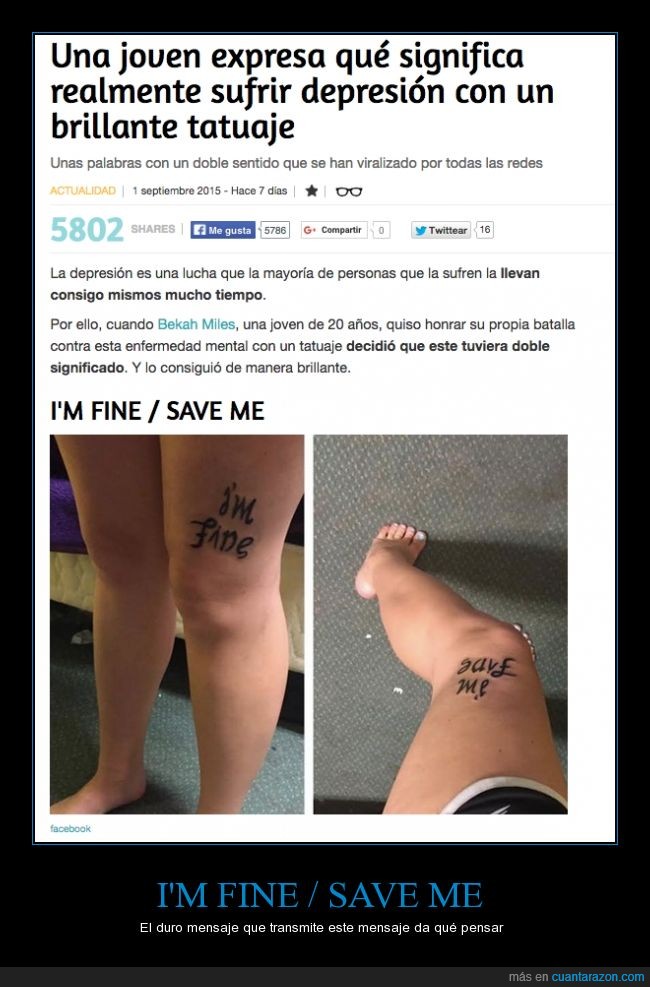 Una joven expresa qué significa
realmente sufrir depresión con un
brillante tatuaje
Unas palabras con un doble sentido que se han viralizado por todas las redes
ACTUALIDAD | 1 septiembre 2015 - Hace 7 días | |
5802 SHARES | Me gusta 5786 G+ Compartir 0 Twittear 16
La depresión es una lucha que la mayoría de personas que la sufren la llevan
consigo mismos mucho tiempo.
Por ello, cuando Bekah Miles, una joven de 20 años, quiso honrar su propia batalla
contra esta enfermedad mental con un tatuaje decidió que este tuviera doble
significado. Y lo consiguió de manera brillante.
I'M FINE / SAVE ME
I'm
fine
save
me
facebook
I'M FINE / SAVE ME
El duro mensaje que transmite este mensaje da qué pensar
más en cuantarazon.com